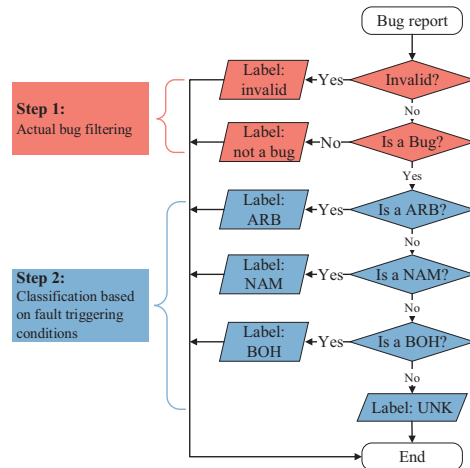 Bug report
Label:
invalid
Yes
Invalid?
No
Step 1:
Actual bug filtering
Label:
not a bug
No
Is a Bug?
Yes
Label:
ARB
Yes
Is a ARB?
No
Step 2:
Classification based
on fault triggering
conditions
Label:
NAM
Yes
Is a NAM?
No
Label:
BOH
Yes
Is a BOH?
No
Label: UNK
End